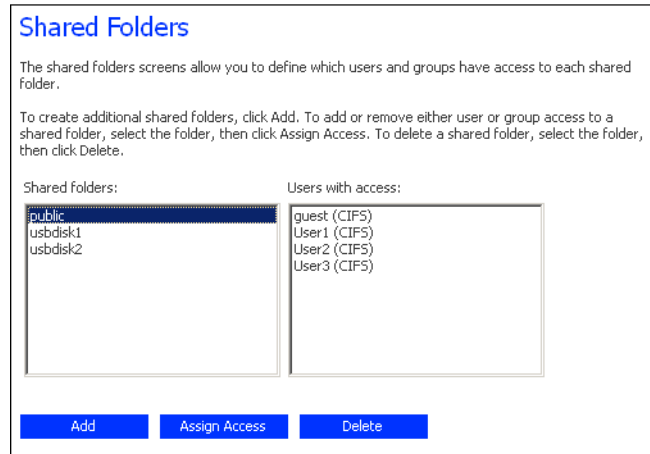 Shared Folders
The shared folders screens allow you to define which users and groups have access to each shared
folder.
To create additional shared folders, click Add. To add or remove either user or group access to a
shared folder, select the folder, then click Assign Access. To delete a shared folder, select the folder,
then click Delete.
Shared folders:
Users with access:
public
usbdisk1
usbdisk2
guest (CIFS)
User1 (CIFS)
User2 (CIFS)
User3 (CIFS)
Add
Assign Access
Delete